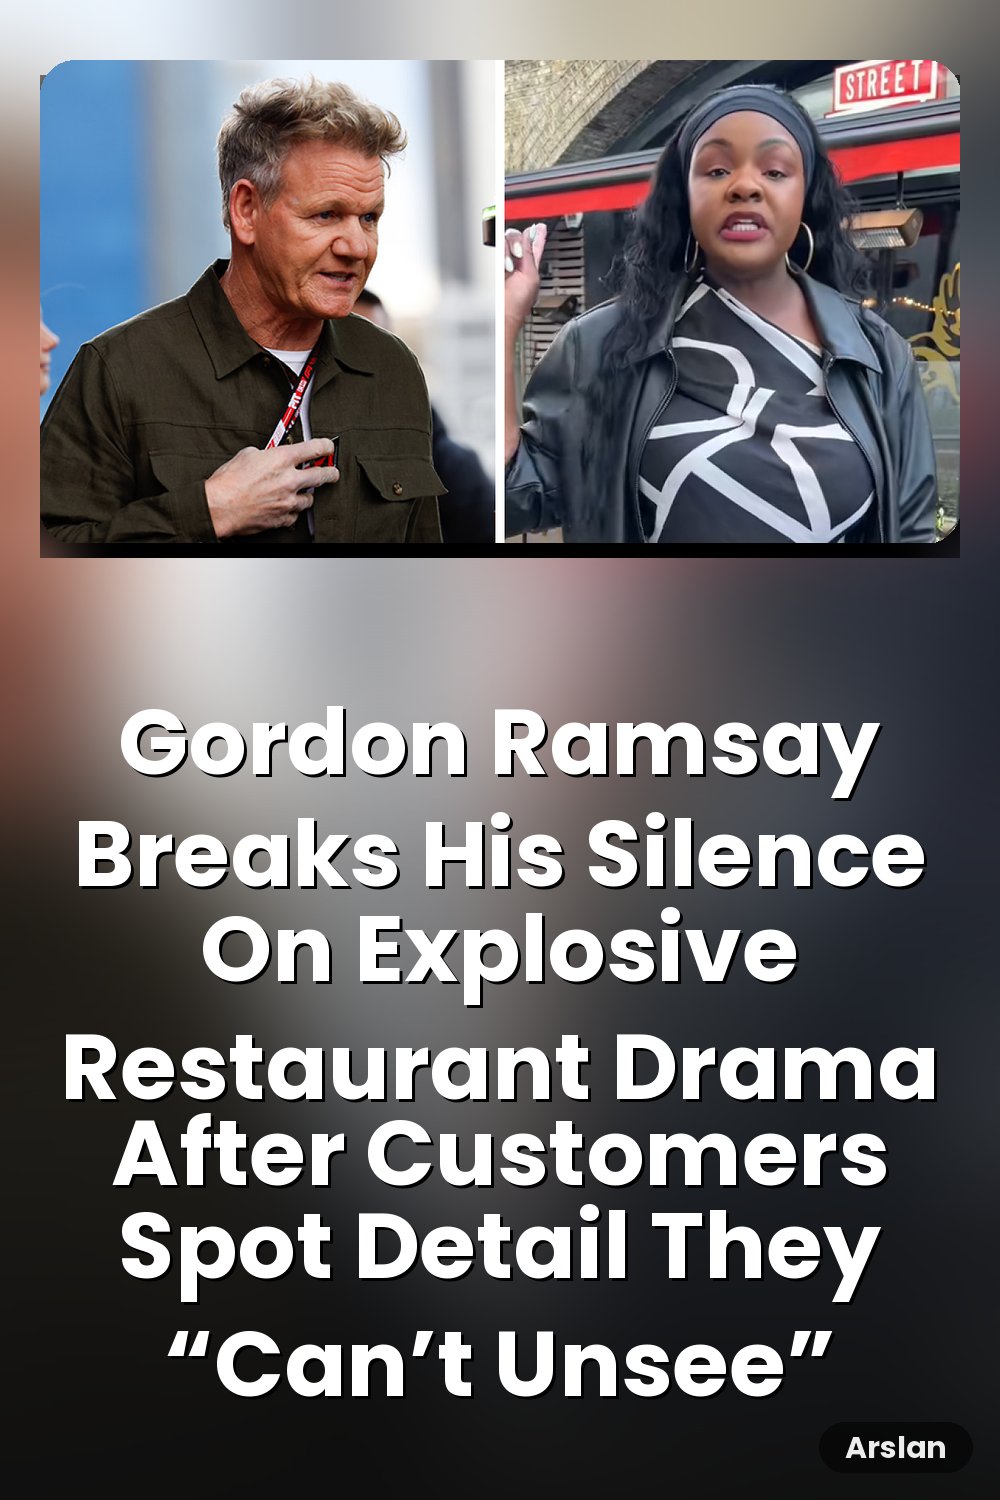 STREET
Gordon Ramsay
Breaks His Silence
On Explosive
Restaurant Drama
After Customers
Spot Detail They
“Can’t Unsee”
Arslan